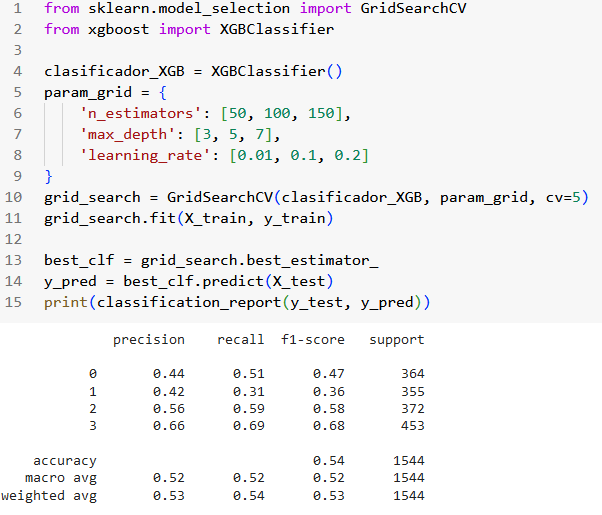 1 from sklearn.model_selection import GridSearchCV
2 from xgboost import XGBClassifier
3
4 clasificador_XGB = XGBClassifier()
5 param_grid = {
6     'n_estimators': [50, 100, 150],
7     'max_depth': [3, 5, 7],
8     'learning_rate': [0.01, 0.1, 0.2]
9 }
10 grid_search = GridSearchCV(clasificador_XGB, param_grid, cv=5)
11 grid_search.fit(X_train, y_train)
12
13 best_clf = grid_search.best_estimator_
14 y_pred = best_clf.predict(X_test)
15 print(classification_report(y_test, y_pred))
precision recall f1-score support
0 0.44 0.51 0.47 364
1 0.42 0.31 0.36 355
2 0.56 0.59 0.58 372
3 0.66 0.69 0.68 453
accuracy 0.54 1544
macro avg 0.52 0.52 0.52 1544
weighted avg 0.53 0.54 0.53 1544